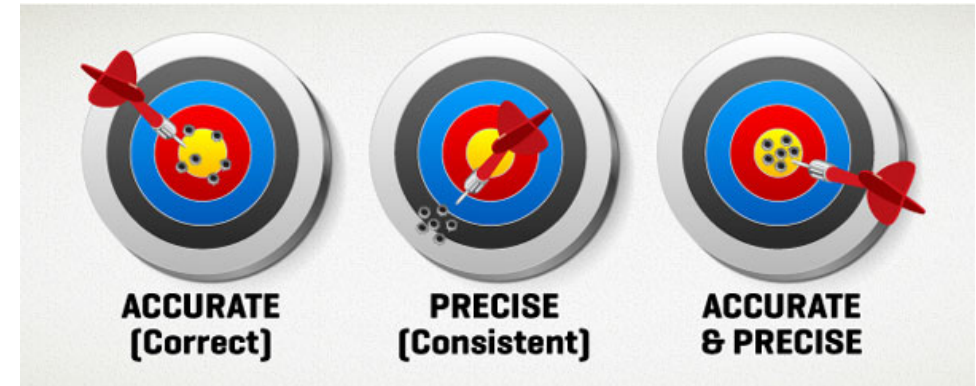 ACCURATE
(Correct)
PRECISE
(Consistent)
ACCURATE
& PRECISE